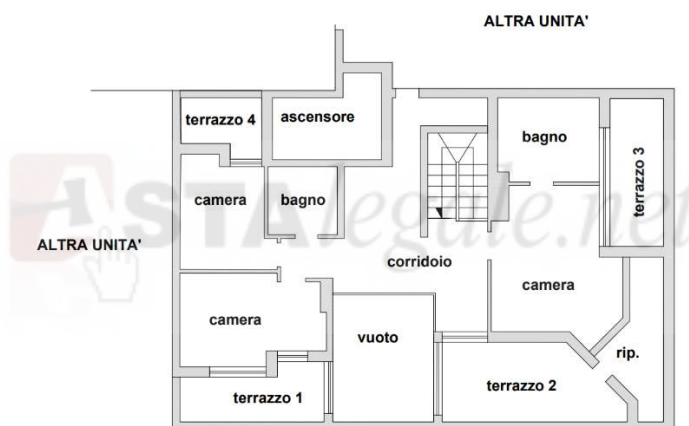 ALTRA UNITA'
terrazzo 4
ascensore
bagno
terrazzo 3
camera
bagno
ASTAlegale.net
ALTRA UNITA'
corridoio
camera
camera
vuoto
rip.
terrazzo 1
terrazzo 2